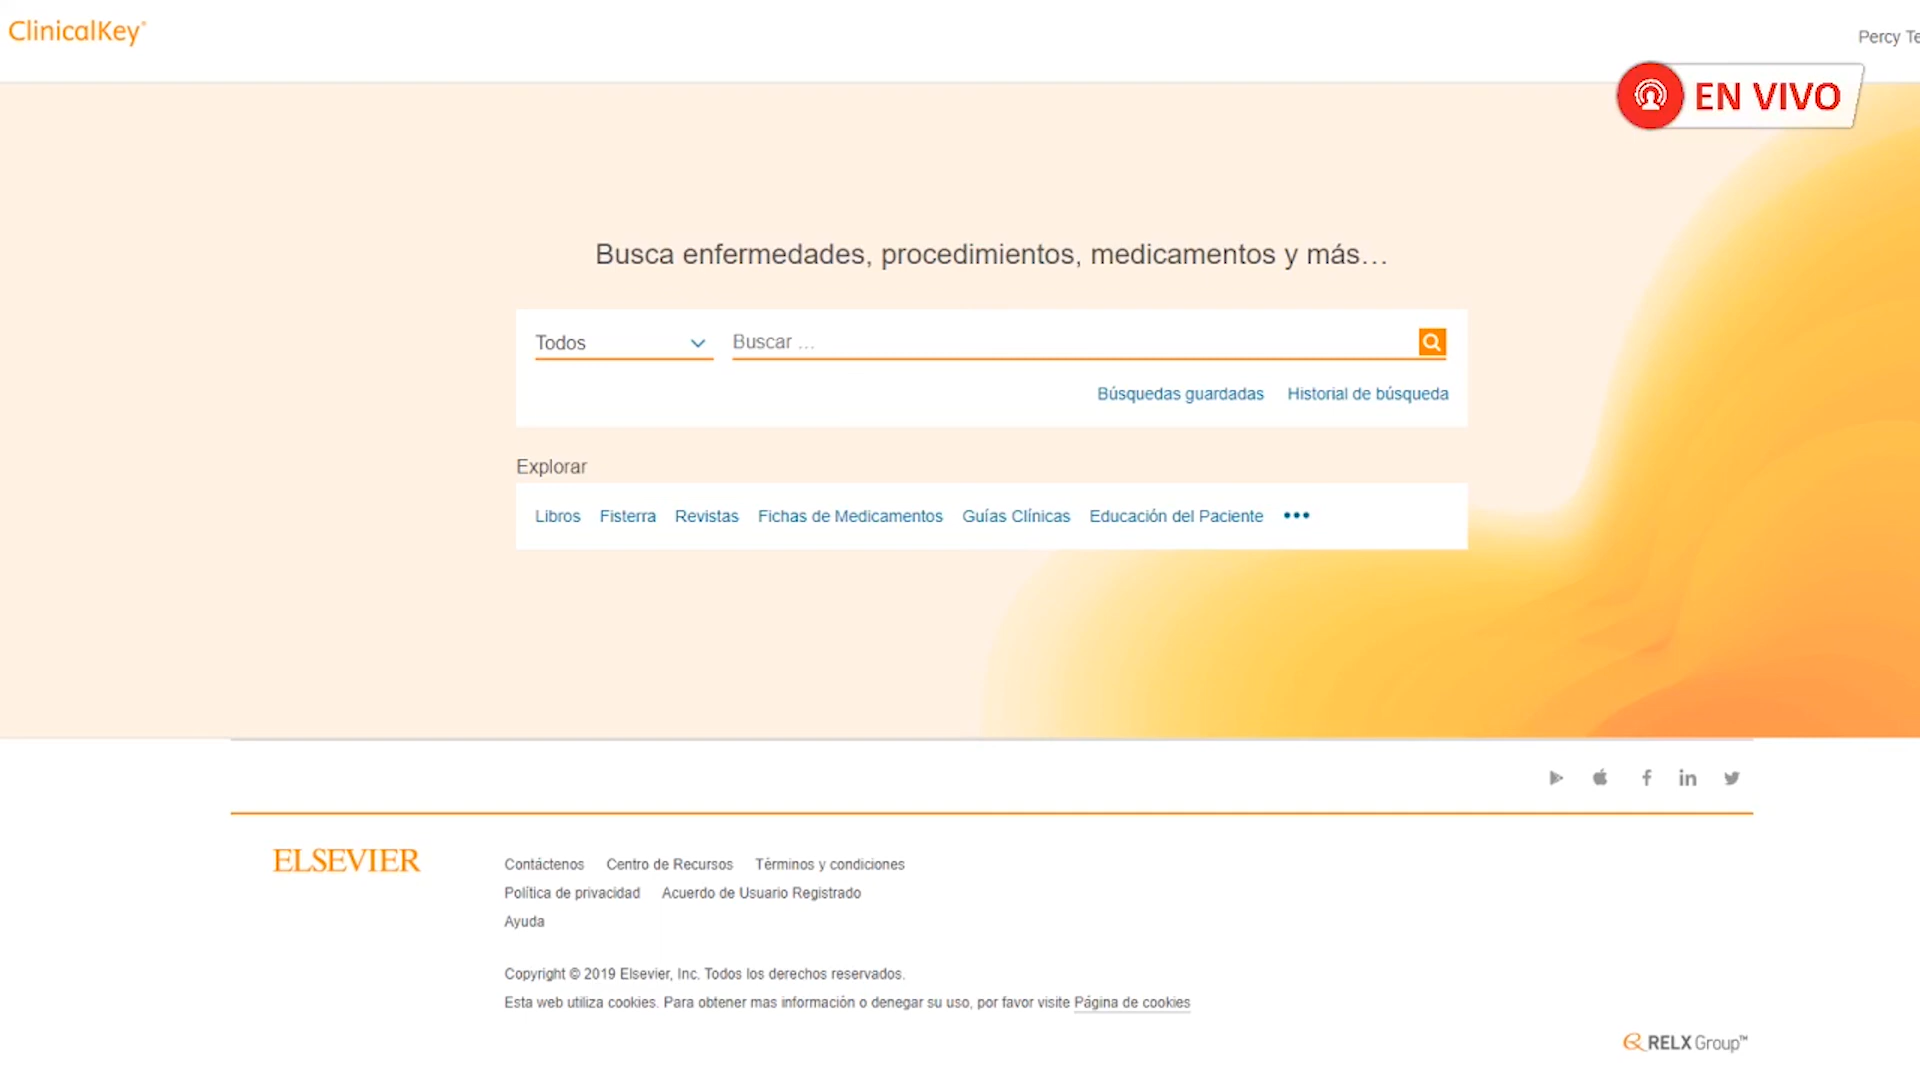 ClinicalKey®
Percy
EN VIVO
Busca enfermedades, procedimientos, medicamentos y más…
Todos Buscar …
Búsquedas guardadas Historial de búsqueda
Explorar
Libros Fisterra Revistas Fichas de Medicamentos Guías Clínicas Educación del Paciente •••
ELSEVIER
Contáctenos Centro de Recursos Términos y condiciones
Política de privacidad Acuerdo de Usuario Registrado
Ayuda
Copyright © 2019 Elsevier, Inc. Todos los derechos reservados.
Esta web utiliza cookies. Para obtener mas información o denegar su uso, por favor visite Página de cookies
RELX Group™